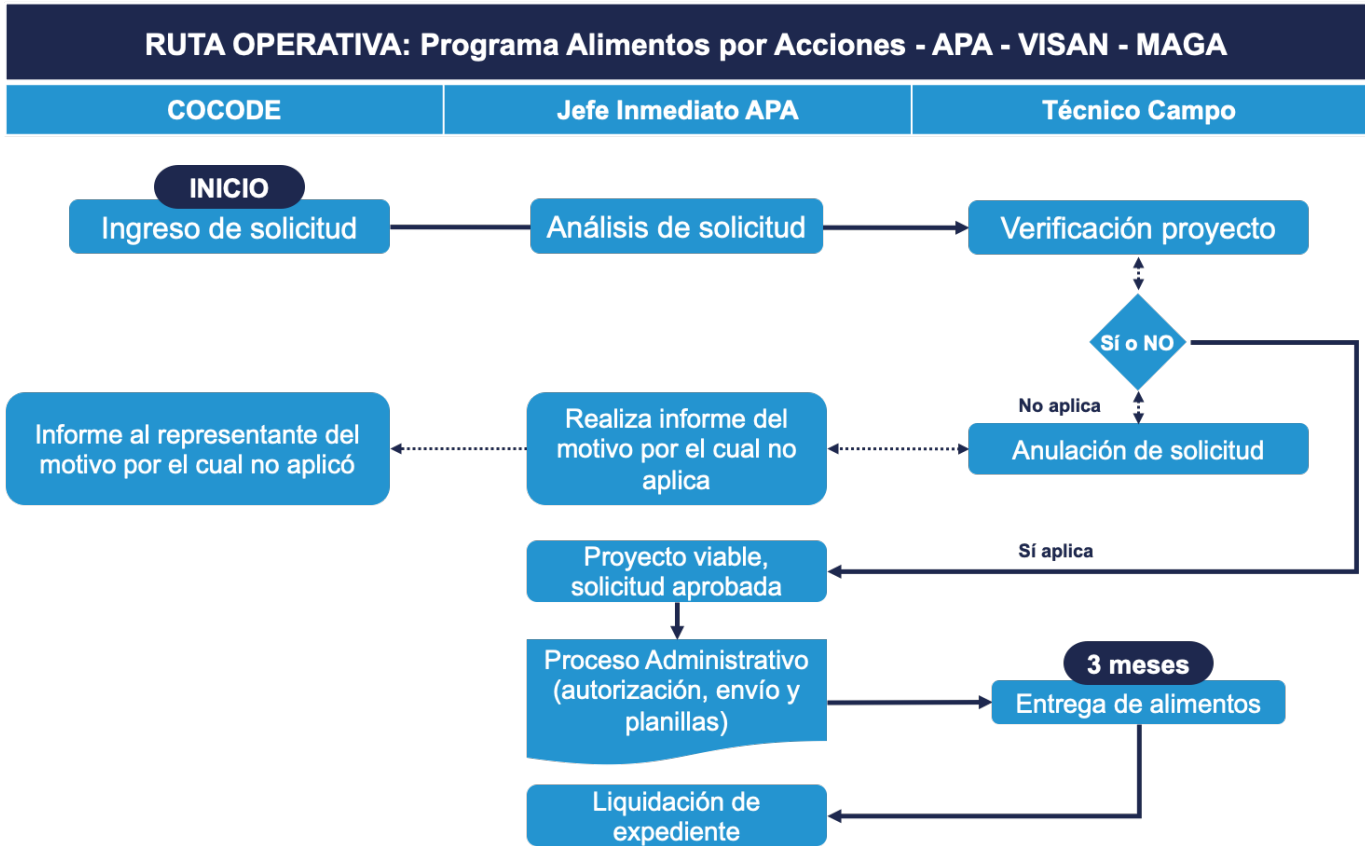 RUTA OPERATIVA: Programa Alimentos por Acciones - APA - VISAN - MAGA
COCODE
Jefe Inmediato APA
Técnico Campo
INICIO
Ingreso de solicitud
Análisis de solicitud
Verificación proyecto
Sí o NO
No aplica
Informe al representante del
motivo por el cual no aplicó
Realiza informe del
motivo por el cual no
aplica
Anulación de solicitud
Proyecto viable,
solicitud aprobada
Sí aplica
Proceso Administrativo
(autorización, envío y
planillas)
3 meses
Entrega de alimentos
Liquidación de
expediente